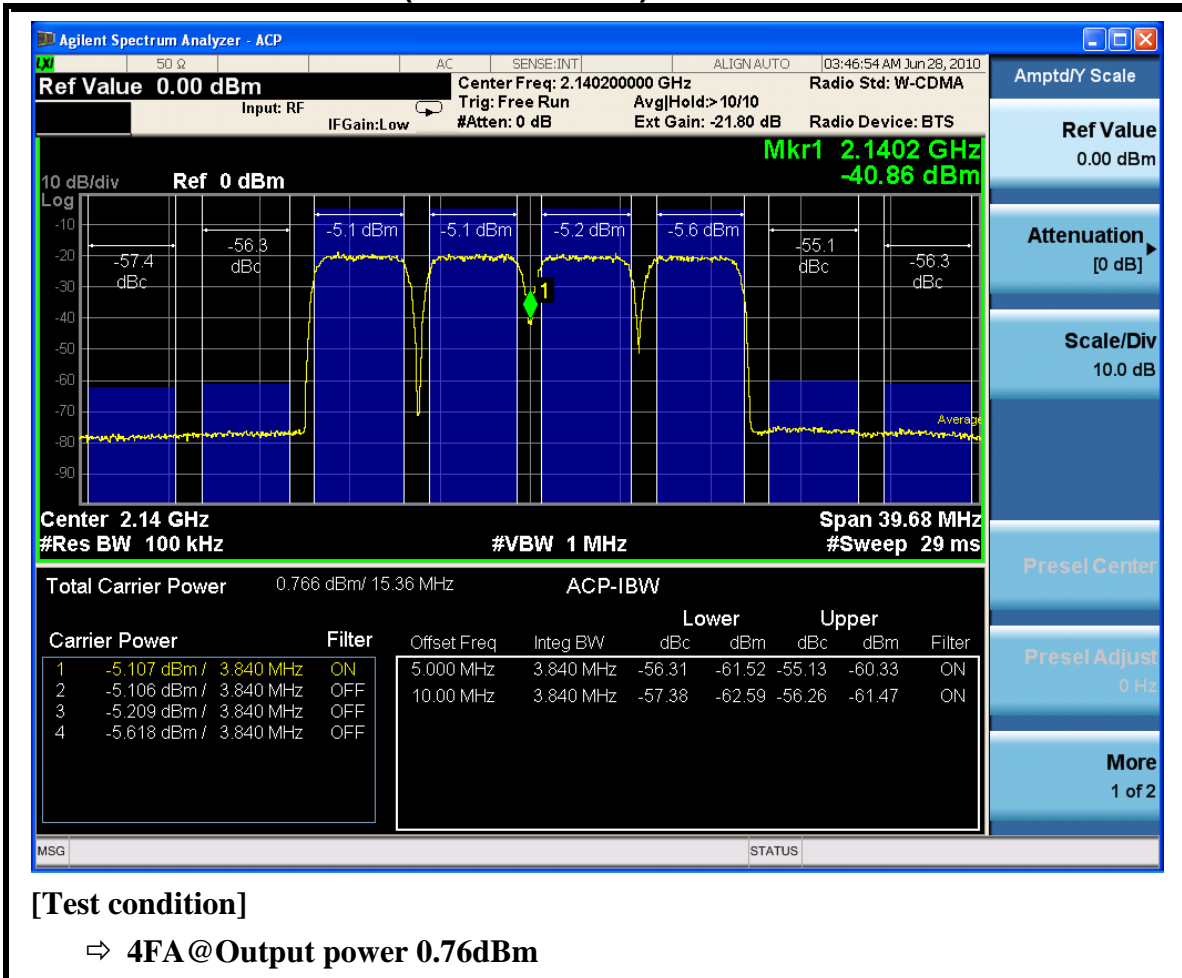 Agilent Spectrum Analyzer - ACP
LXI 50 Ω AC SENSE:INT ALIGN AUTO 03:46:54 AM Jun 28, 2010
Ref Value 0.00 dBm
Input: RF
IFGain:Low
Center Freq: 2.140200000 GHz
Trig: Free Run Avg|Hold:> 10/10
#Atten: 0 dB Ext Gain: -21.80 dB
Radio Std: W-CDMA
Radio Device: BTS
Mkr1 2.1402 GHz
-40.86 dBm
10 dB/div Ref 0 dBm
Log
-10
-20
-30
-40
-50
-60
-70
-80
-90
-57.4
dBc
-56.3
dBc
-5.1 dBm
-5.1 dBm
-5.2 dBm
-5.6 dBm
-55.1
dBc
-56.3
dBc
1
Average
Center 2.14 GHz Span 39.68 MHz
#Res BW 100 kHz #VBW 1 MHz #Sweep 29 ms
Total Carrier Power 0.766 dBm/ 15.36 MHz ACP-IBW
Lower Upper
Carrier Power Filter
1 -5.107 dBm / 3.840 MHz ON
2 -5.106 dBm / 3.840 MHz OFF
3 -5.209 dBm / 3.840 MHz OFF
4 -5.618 dBm / 3.840 MHz OFF
Offset Freq Integ BW dBc dBm dBc dBm Filter
5.000 MHz 3.840 MHz -56.31 -61.52 -55.13 -60.33 ON
10.00 MHz 3.840 MHz -57.38 -62.59 -56.26 -61.47 ON
MSG STATUS
Amptd/Y Scale
Ref Value
0.00 dBm
Attenuation
[0 dB]
Scale/Div
10.0 dB
Presel Center
Presel Adjust
0 Hz
More
1 of 2
[Test condition]
⇨ 4FA@Output power 0.76dBm